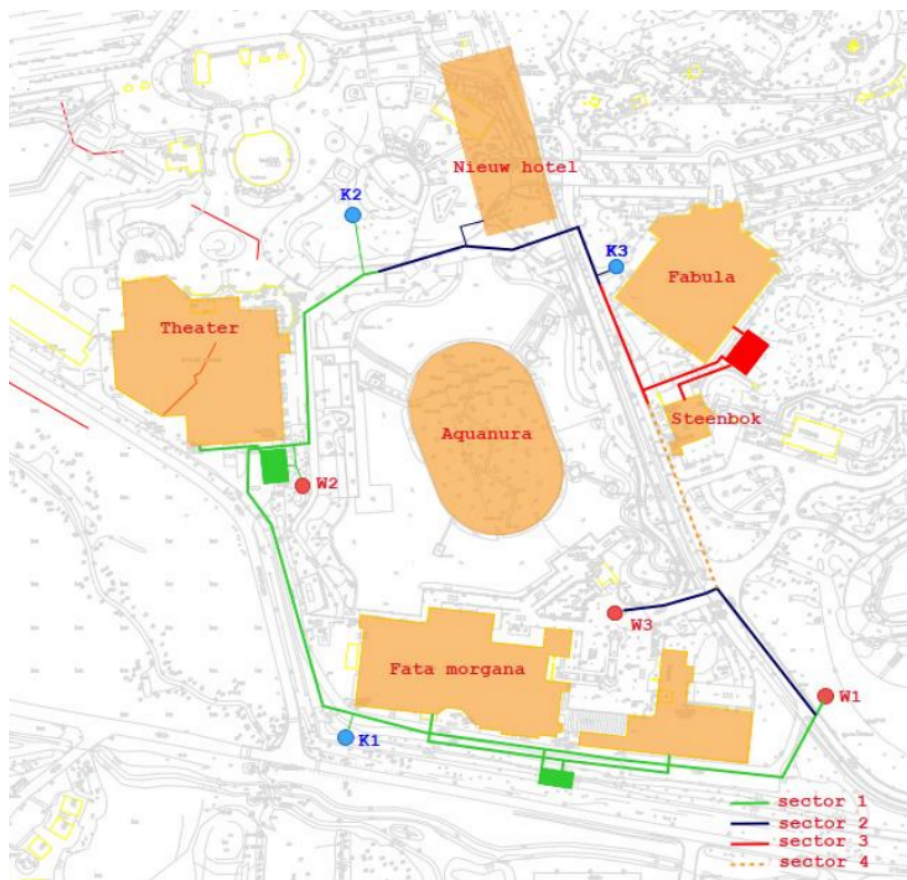 Nieuw hotel
K2
K3
Fabula
Theater
Steenbok
Aquanura
W2
W3
Fata morgana
W1
K1
sector 1
sector 2
sector 3
sector 4